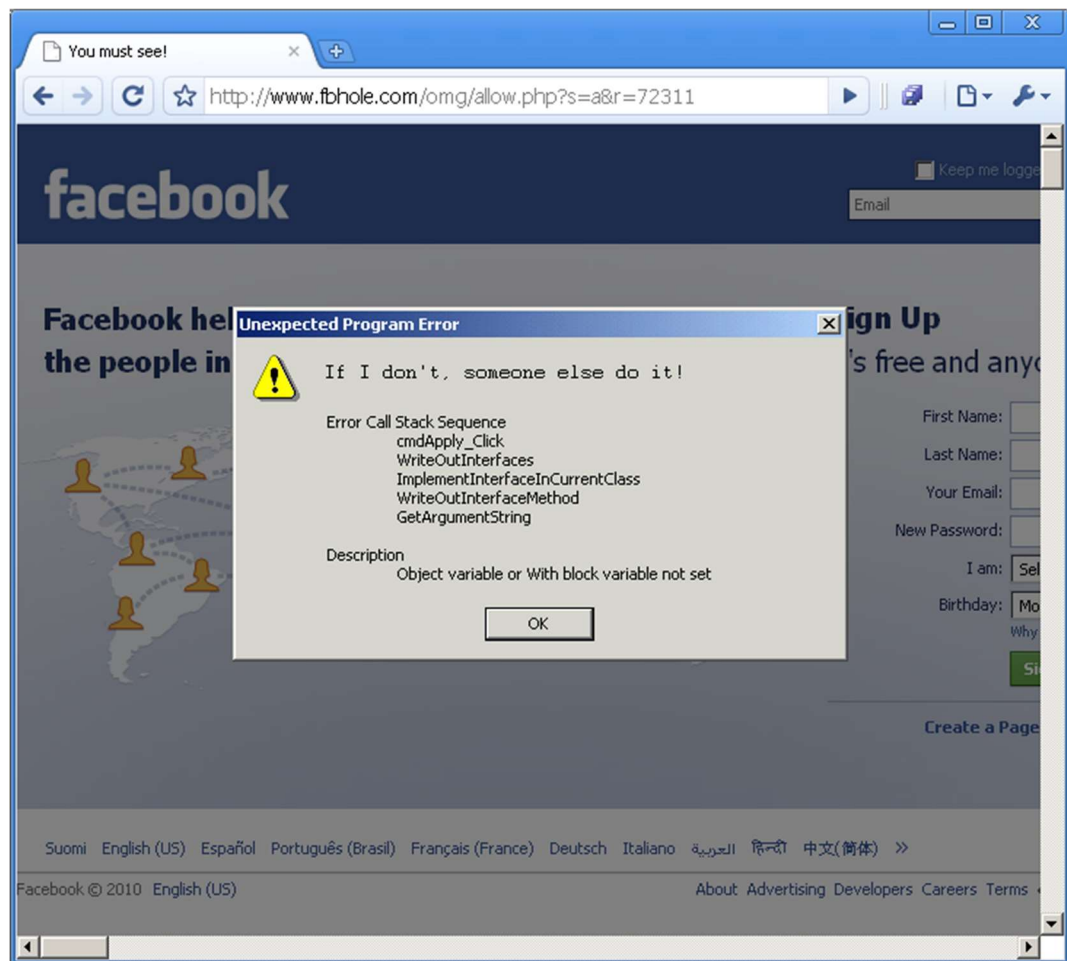 You must see!
http://www.fbhole.com/omg/allow.php?s=a&r=72311
facebook
Keep me logge
Email
Facebook hel
the people in
ign Up
's free and anyo
Unexpected Program Error
If I don't, someone else do it!
Error Call Stack Sequence
cmdApply_Click
WriteOutInterfaces
ImplementInterfaceInCurrentClass
WriteOutInterfaceMethod
GetArgumentString
Description
Object variable or With block variable not set
OK
First Name:
Last Name:
Your Email:
New Password:
I am: Sel
Birthday: Mo
Why
Si
Create a Page
Suomi English (US) Español Português (Brasil) Français (France) Deutsch Italiano العربية हिन्दी 中文(简体) »
Facebook © 2010 English (US)
About Advertising Developers Careers Terms